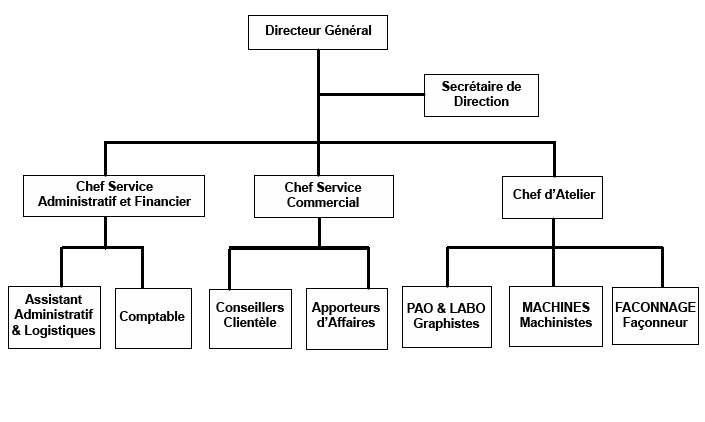 Directeur Général
Secrétaire de
Direction
Chef Service
Administratif et Financier
Chef Service
Commercial
Chef d'Atelier
Assistant
Administratif
& Logistiques
Comptable
Conseillers
Clientèle
Apporteurs
d'Affaires
PAO & LABO
Graphistes
MACHINES
Machinistes
FACONNAGE
Façonneur